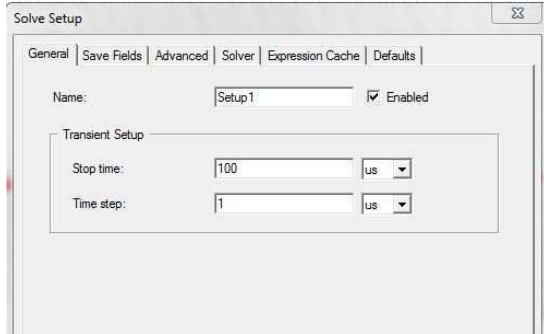 Solve Setup
General Save Fields Advanced Solver Expression Cache Defaults
Name: Setup1 Enabled
Transient Setup
Stop time: 100 us
Time step: 1 us